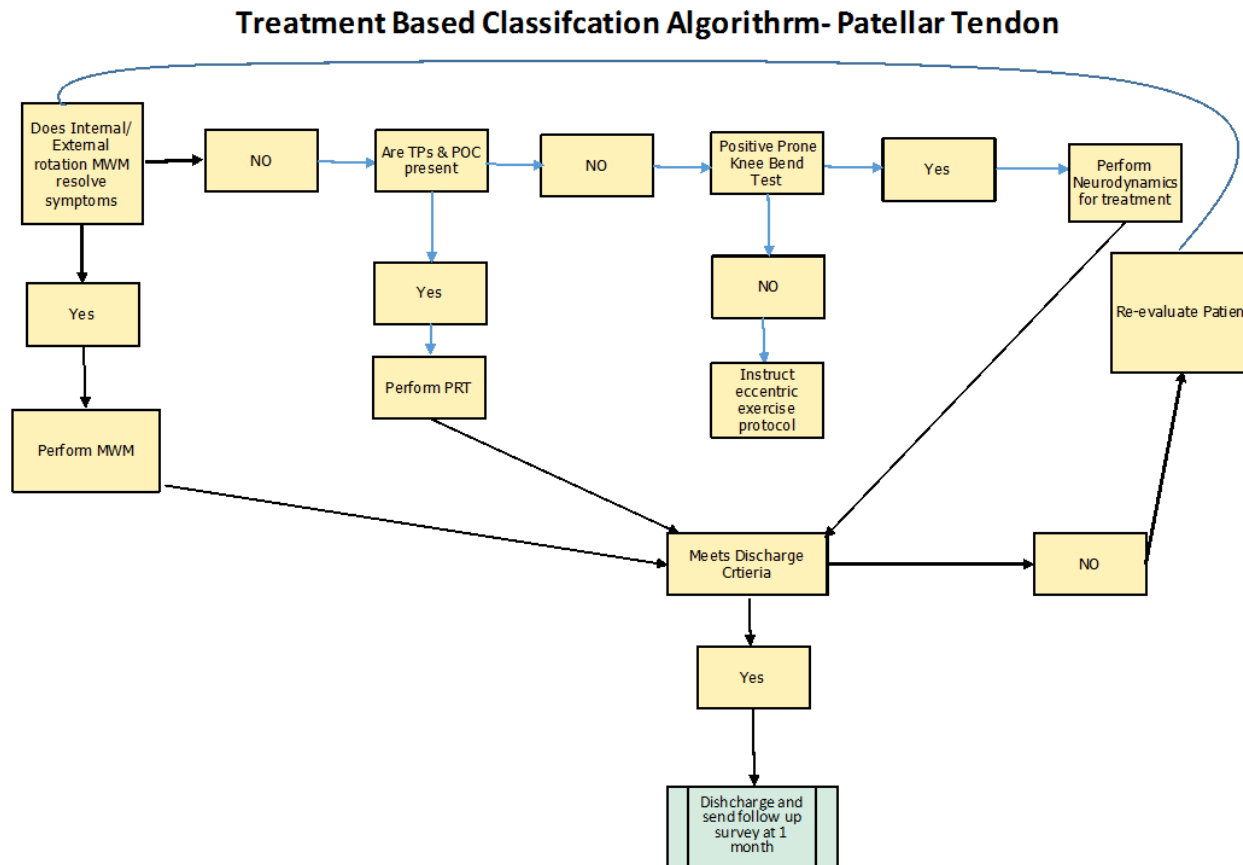 Treatment Based Classifcation Algorithrm- Patellar Tendon
Does Internal/
External
rotation MWM
resolve
symptoms
NO
Are TPs & POC
present
NO
Positive Prone
Knee Bend
Test
Yes
Perform
Neurodynamics
for treatment
Yes
Yes
NO
Re-evaluate Patien
Perform MWM
Perform PRT
Instruct
eccentric
exercise
protocol
Meets Discharge
Crtieria
NO
Yes
Dishcharge and
send follow up
survey at 1
month